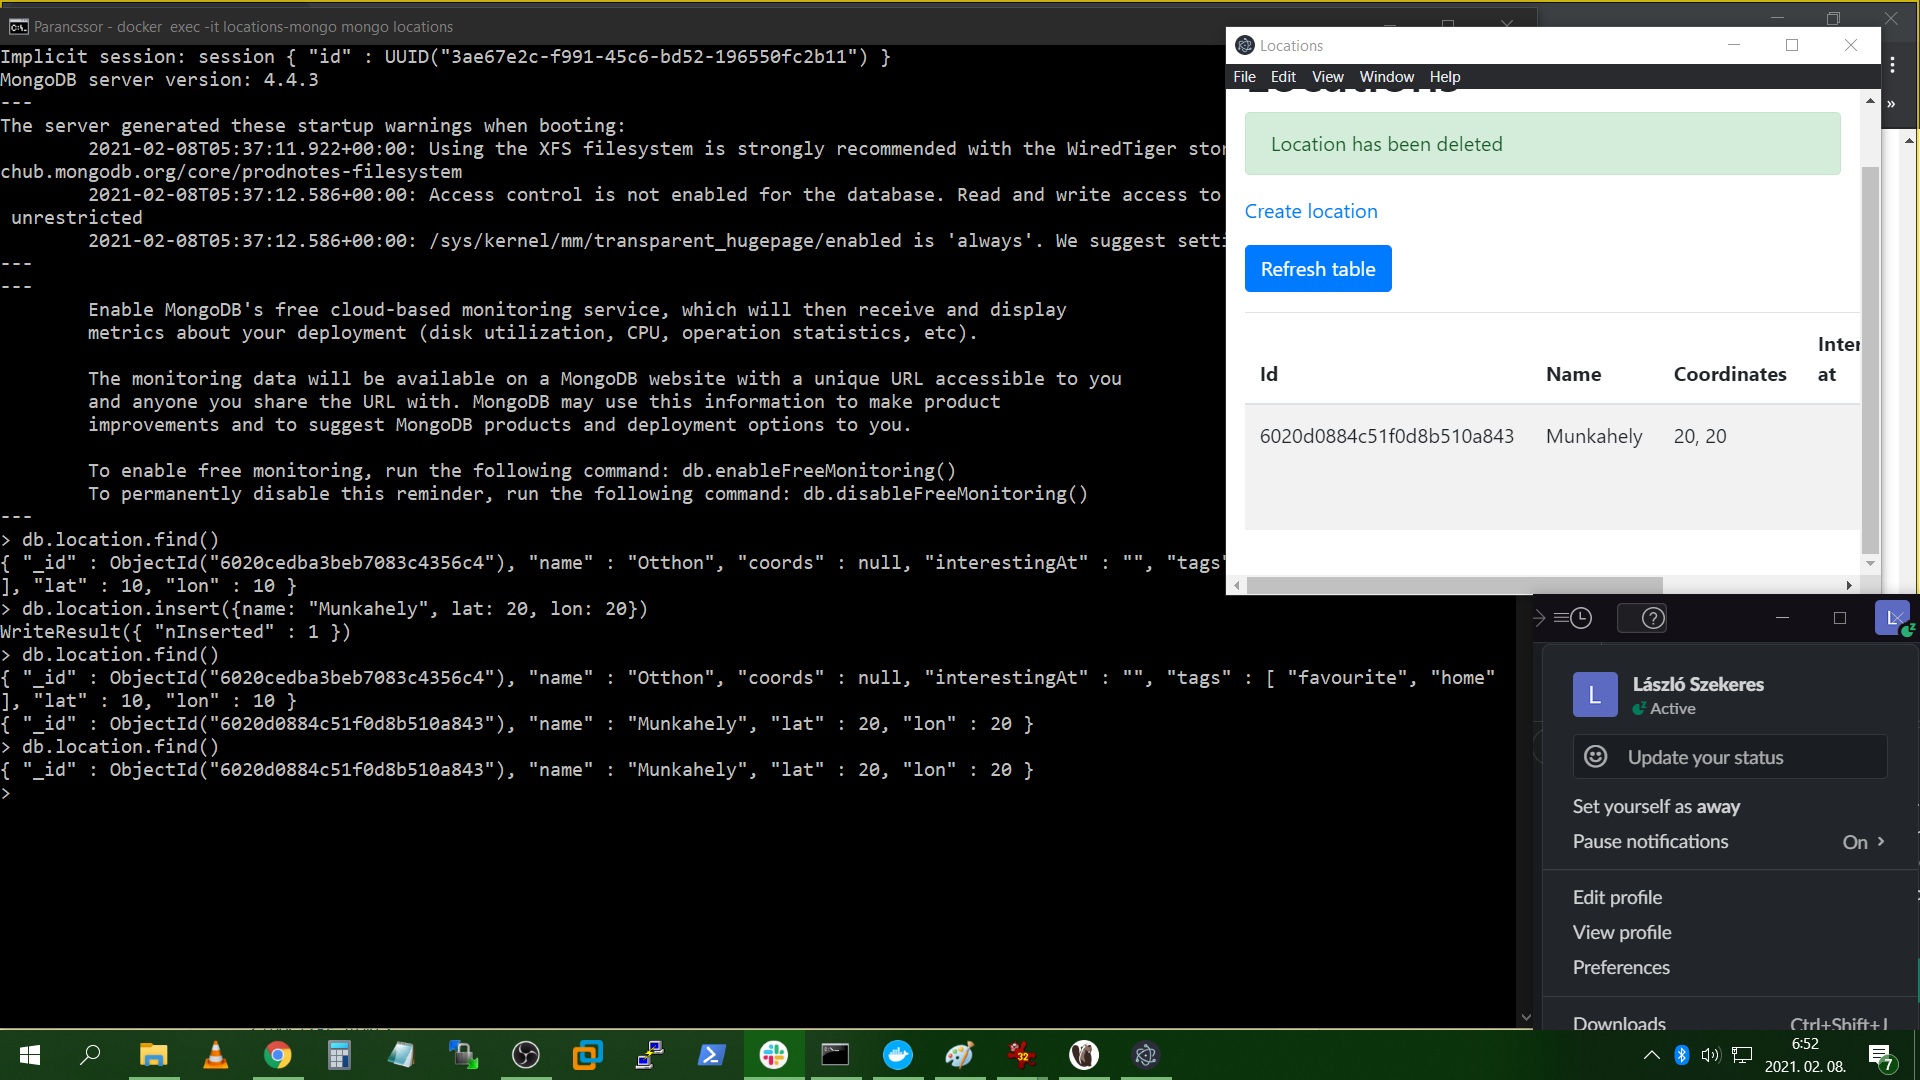 Parancssor - docker  exec -it locations-mongo mongo locations
Implicit session: session { "id" : UUID("3ae67e2c-f991-45c6-bd52-196550fc2b11") }
MongoDB server version: 4.4.3
---
The server generated these startup warnings when booting:
2021-02-08T05:37:11.922+00:00: Using the XFS filesystem is strongly recommended with the WiredTiger stor
chub.mongodb.org/core/prodnotes-filesystem
2021-02-08T05:37:12.586+00:00: Access control is not enabled for the database. Read and write access to
unrestricted
2021-02-08T05:37:12.586+00:00: /sys/kernel/mm/transparent_hugepage/enabled is 'always'. We suggest setti
---
---
Enable MongoDB's free cloud-based monitoring service, which will then receive and display
metrics about your deployment (disk utilization, CPU, operation statistics, etc).
The monitoring data will be available on a MongoDB website with a unique URL accessible to you
and anyone you share the URL with. MongoDB may use this information to make product
improvements and to suggest MongoDB products and deployment options to you.
To enable free monitoring, run the following command: db.enableFreeMonitoring()
To permanently disable this reminder, run the following command: db.disableFreeMonitoring()
---
> db.location.find()
{ "_id" : ObjectId("6020cedba3beb7083c4356c4"), "name" : "Otthon", "coords" : null, "interestingAt" : "", "tags"
], "lat" : 10, "lon" : 10 }
> db.location.insert({name: "Munkahely", lat: 20, lon: 20})
WriteResult({ "nInserted" : 1 })
> db.location.find()
{ "_id" : ObjectId("6020cedba3beb7083c4356c4"), "name" : "Otthon", "coords" : null, "interestingAt" : "", "tags" : [ "favourite", "home"
], "lat" : 10, "lon" : 10 }
{ "_id" : ObjectId("6020d0884c51f0d8b510a843"), "name" : "Munkahely", "lat" : 20, "lon" : 20 }
> db.location.find()
{ "_id" : ObjectId("6020d0884c51f0d8b510a843"), "name" : "Munkahely", "lat" : 20, "lon" : 20 }
>
Locations
File Edit View Window Help
Locations
Location has been deleted
Create location
Refresh table
Id Name Coordinates Inter
at
6020d0884c51f0d8b510a843 Munkahely 20, 20
L
L László Szekeres
Active
Update your status
Set yourself as away
Pause notifications On
Edit profile
View profile
Preferences
Downloads Ctrl+Shift+J
32
6:52
2021. 02. 08.
7